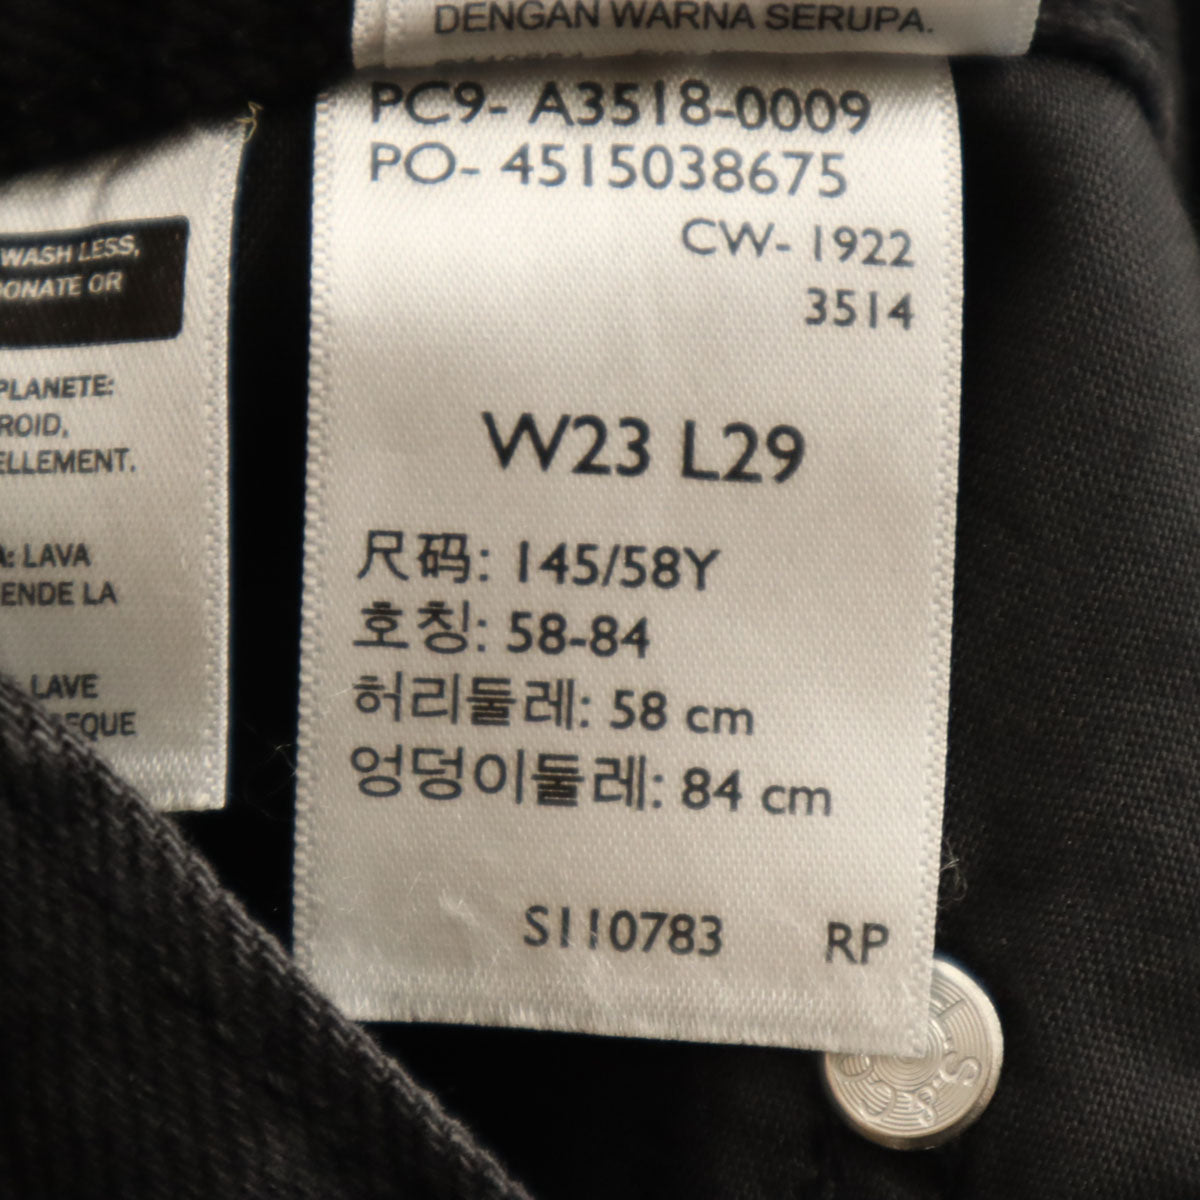 DENGAN WARNA SERUPA.
PC9- A3518-0009
PO- 4515038675
CW- 1922
3514
W23 L29
尺码: 145/58Y
호칭: 58-84
허리둘레: 58 cm
엉덩이둘레: 84 cm
S110783 RP
WASH LESS,
DONATE OR
PLANETE:
ROID,
ELLEMENT.
A: LAVA
ENDE LA
LAVE
EQUE
L.S.&